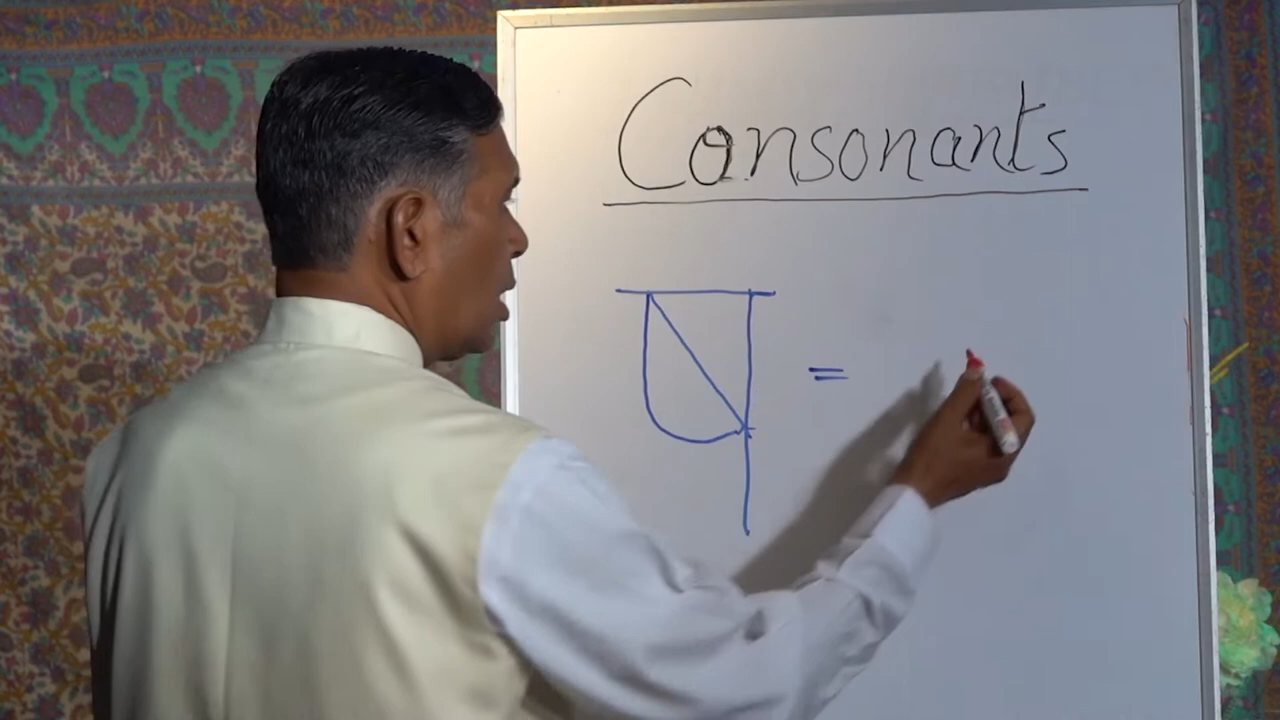 Consonants
ष =